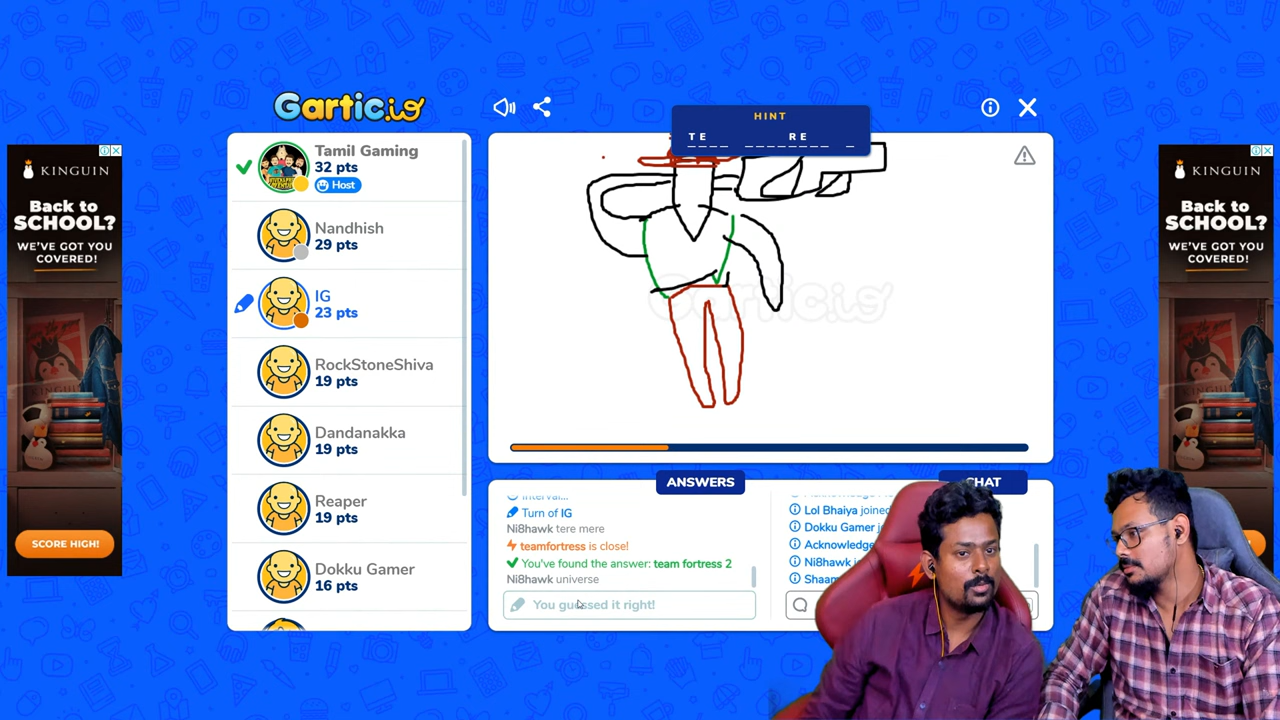 Gartic.io
HINT
TE RE
KINGUIN
Back to
SCHOOL?
WE'VE GOT YOU
COVERED!
SCORE HIGH!
Tamil Gaming
32 pts
Host
Nandhish
29 pts
IG
23 pts
RockStoneShiva
19 pts
Dandanakka
19 pts
Reaper
19 pts
Dokku Gamer
16 pts
Gartic.io
ANSWERS
Interval...
Turn of IG
Ni8hawk tere mere
teamfortress is close!
You've found the answer: team fortress 2
Ni8hawk universe
You guessed it right!
CHAT
Lol Bhaiya joined
Dokku Gamer
Acknowledge
Ni8hawk
KINGUIN
Back to
SCHOOL?
WE'VE GOT YOU
COVERED!